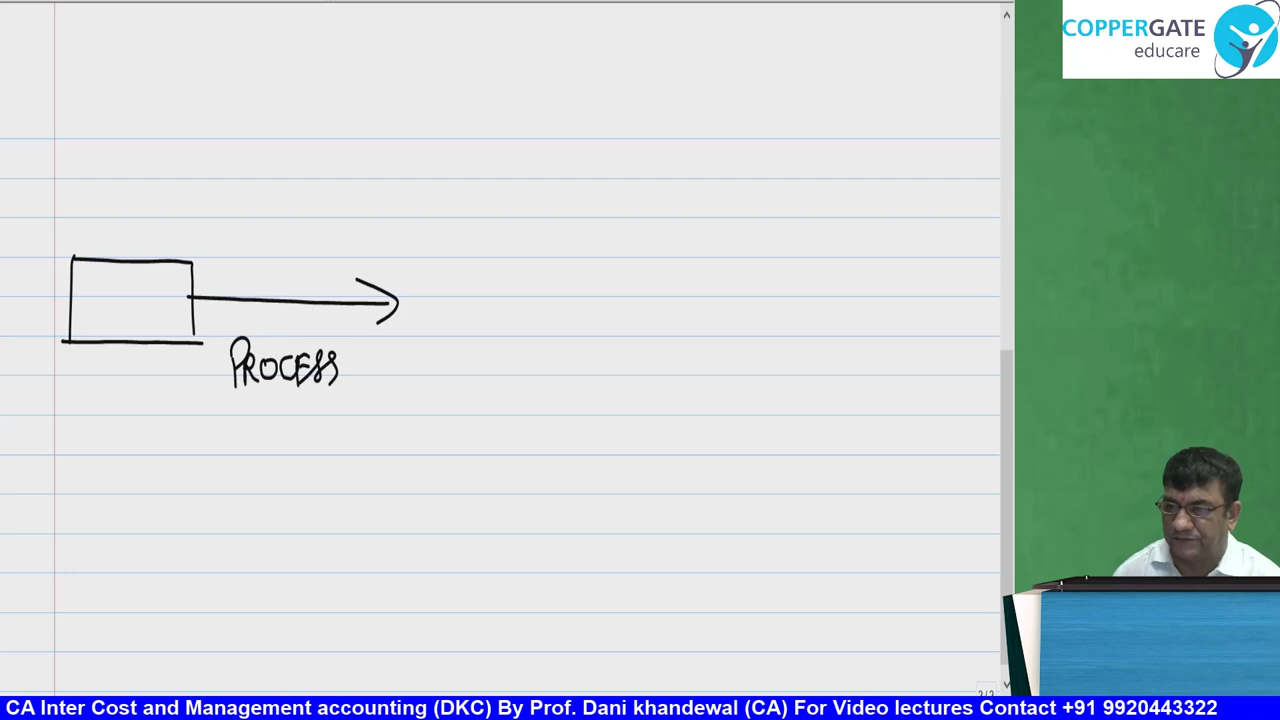 COPPERGATE
educare
PROCESS
CA Inter Cost and Management accounting (DKC) By Prof. Dani khandewal (CA) For Video lectures Contact +91 9920443322